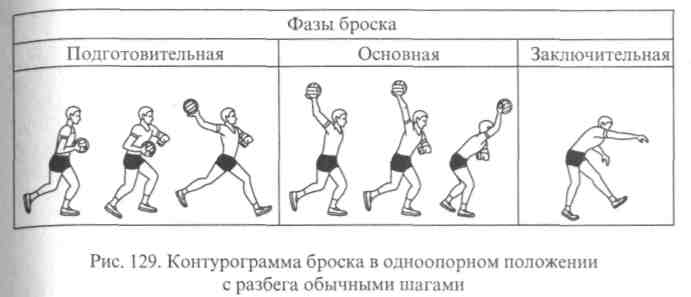 Фазы броска
Подготовительная Основная Заключительная
Рис. 129. Контурограмма броска в одноопорном положении
с разбега обычными шагами